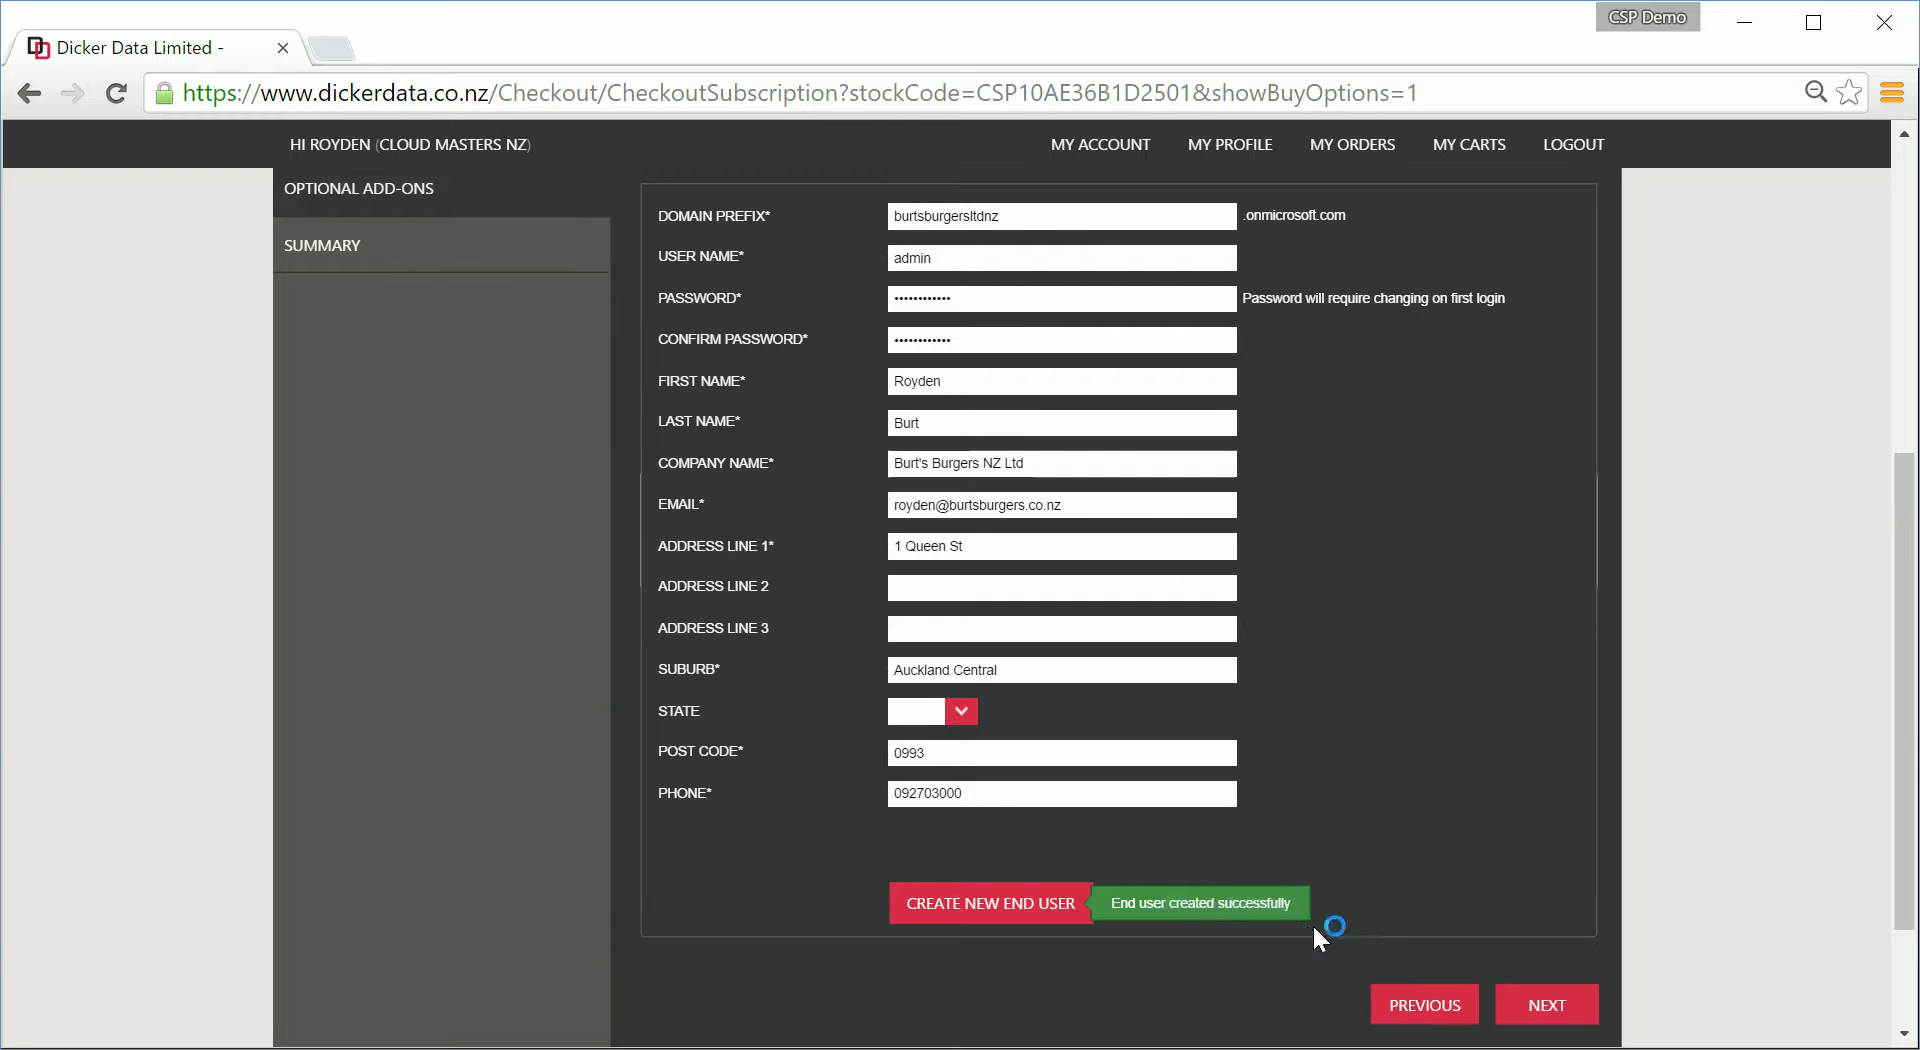 CSP Demo
Dicker Data Limited -
https://www.dickerdata.co.nz/Checkout/CheckoutSubscription?stockCode=CSP10AE36B1D2501&showBuyOptions=1
HI ROYDEN (CLOUD MASTERS NZ) MY ACCOUNT MY PROFILE MY ORDERS MY CARTS LOGOUT
OPTIONAL ADD-ONS
SUMMARY
DOMAIN PREFIX* burtsburgersltdnz .onmicrosoft.com
USER NAME* admin
PASSWORD* •••••••••••• Password will require changing on first login
CONFIRM PASSWORD* ••••••••••••
FIRST NAME* Royden
LAST NAME* Burt
COMPANY NAME* Burt's Burgers NZ Ltd
EMAIL* royden@burtsburgers.co.nz
ADDRESS LINE 1* 1 Queen St
ADDRESS LINE 2
ADDRESS LINE 3
SUBURB* Auckland Central
STATE
POST CODE* 0993
PHONE* 092703000
CREATE NEW END USER End user created successfully
PREVIOUS NEXT